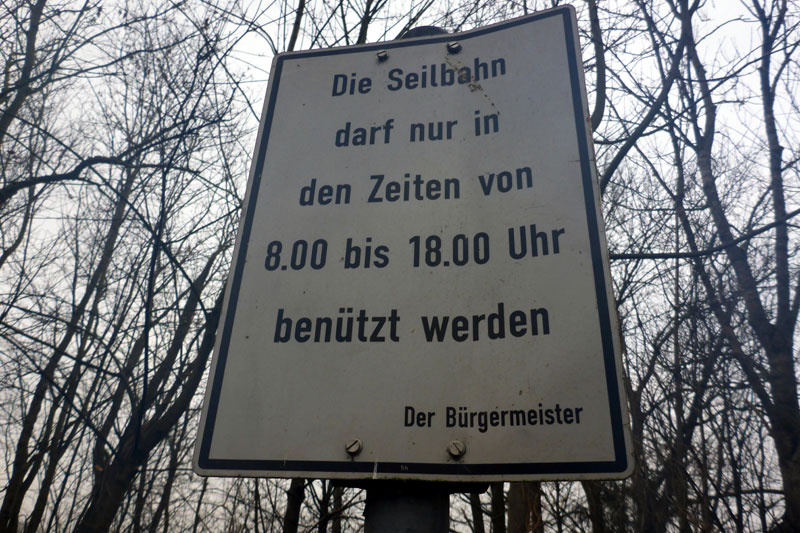 Die Seilbahn
darf nur in
den Zeiten von
8.00 bis 18.00 Uhr
benützt werden
Der Bürgermeister